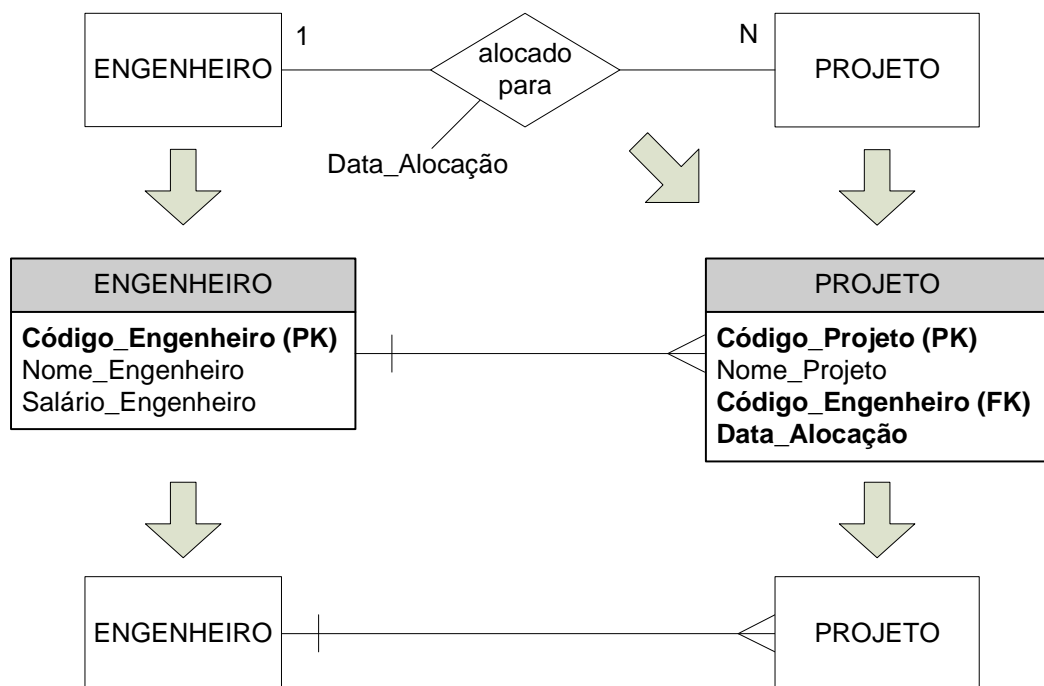 1
N
ENGENHEIRO
alocado
para
PROJETO
Data_Alocação
ENGENHEIRO
PROJETO
Código_Engenheiro (PK)
Nome_Engenheiro
Salário_Engenheiro
Código_Projeto (PK)
Nome_Projeto
Código_Engenheiro (FK)
Data_Alocação
ENGENHEIRO
PROJETO